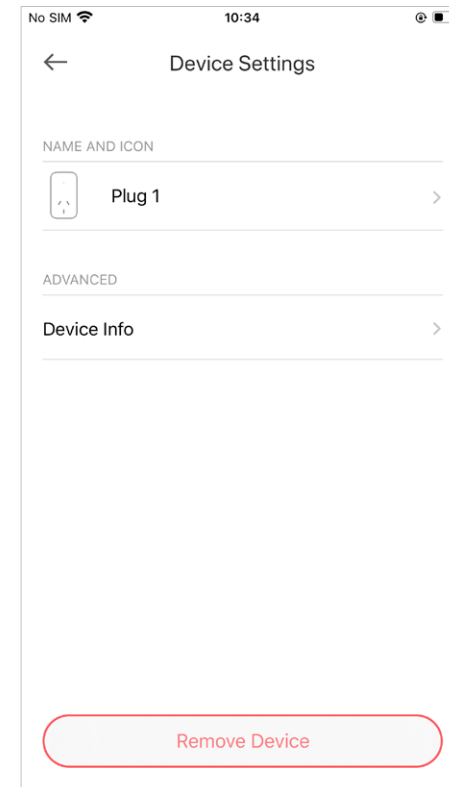 No SIM 10:34
Device Settings
NAME AND ICON
Plug 1
ADVANCED
Device Info
Remove Device